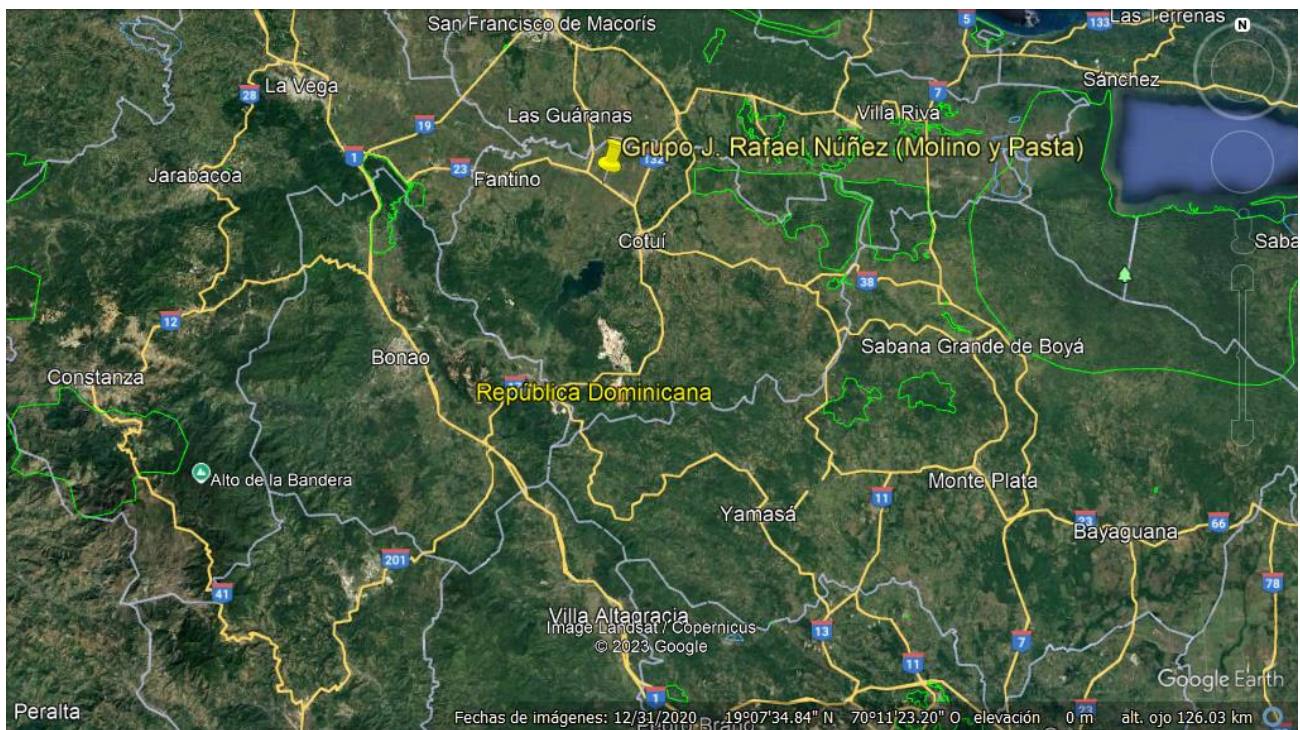 Las Terrenas
N
5
133
San Francisco de Macorís
Sánchez
La Vega
28
7
Villa Riva
Las Guáranas
19
Grupo J. Rafael Núñez (Molino y Pasta)
1
23
132
Jarabacoa
Fantino
Cotuí
Saba
38
12
Bonao
Sabana Grande de Boyá
Constanza
República Dominicana
Alto de la Bandera
Monte Plata
11
Yamasá
23
66
Bayaguana
201
41
78
Villa Altagracia
Image Landsat / Copernicus
© 2023 Google
13
7
11
Google Earth
1
Peralta
Fechas de imágenes: 12/31/2020 19°07'34.84" N 70°11'23.20" O elevación 0 m alt. ojo 126.03 km
23